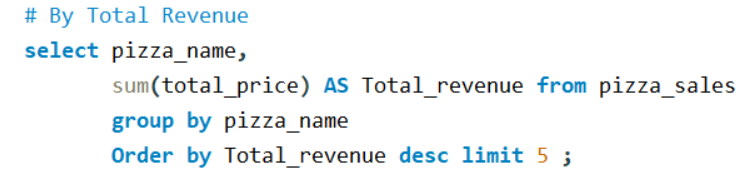 # By Total Revenue
select pizza_name,
sum(total_price) AS Total_revenue from pizza_sales
group by pizza_name
Order by Total_revenue desc limit 5 ;